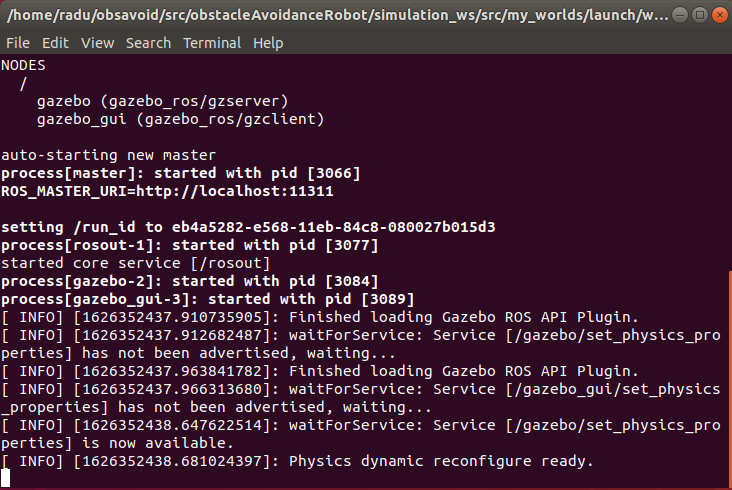 /home/radu/obsavoid/src/obstacleAvoidanceRobot/simulation_ws/src/my_worlds/launch/w...
File Edit View Search Terminal Help
NODES
/
gazebo (gazebo_ros/gzserver)
gazebo_gui (gazebo_ros/gzclient)
auto-starting new master
process[master]: started with pid [3066]
ROS_MASTER_URI=http://localhost:11311
setting /run_id to eb4a5282-e568-11eb-84c8-080027b015d3
process[rosout-1]: started with pid [3077]
started core service [/rosout]
process[gazebo-2]: started with pid [3084]
process[gazebo_gui-3]: started with pid [3089]
[ INFO] [1626352437.910735905]: Finished loading Gazebo ROS API Plugin.
[ INFO] [1626352437.912682487]: waitForService: Service [/gazebo/set_physics_pro
perties] has not been advertised, waiting...
[ INFO] [1626352437.963841782]: Finished loading Gazebo ROS API Plugin.
[ INFO] [1626352437.966313680]: waitForService: Service [/gazebo_gui/set_physics
_properties] has not been advertised, waiting...
[ INFO] [1626352438.647622514]: waitForService: Service [/gazebo/set_physics_pro
perties] is now available.
[ INFO] [1626352438.681024397]: Physics dynamic reconfigure ready.